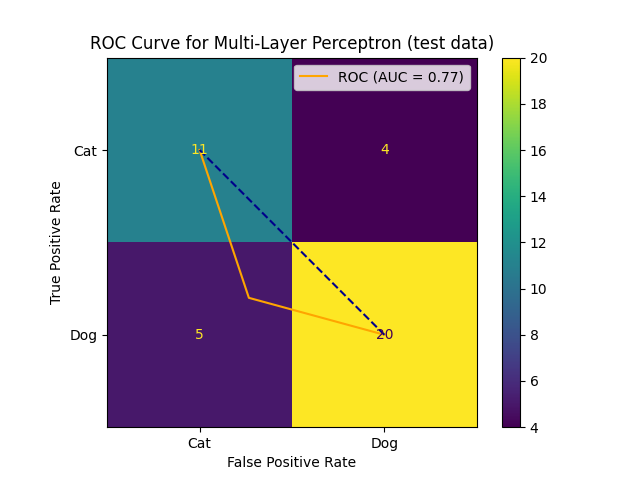 ROC Curve for Multi-Layer Perceptron (test data)
ROC (AUC = 0.77)
True Positive Rate
Cat
Dog
11
4
5
20
Cat
Dog
False Positive Rate
20
18
16
14
12
10
8
6
4